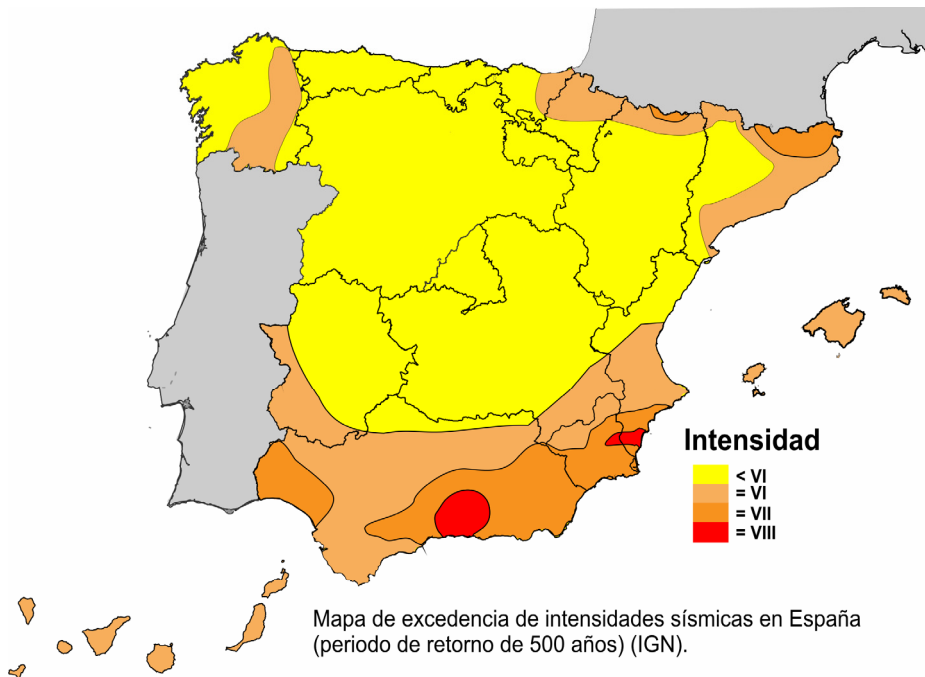 Intensidad
< VI
= VI
= VII
= VIII
Mapa de excedencia de intensidades sísmicas en España
(periodo de retorno de 500 años) (IGN).